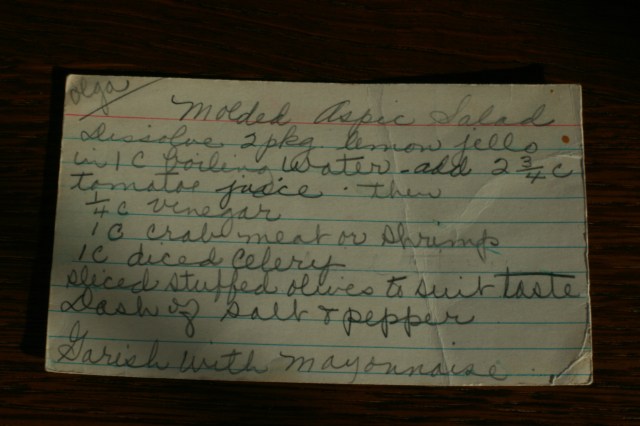 olga
Molded Aspic Salad
Dissolve 2 pkg lemon jello
in 1 C boiling water - add 2 3/4 C
tomatoe juice. then
1/4 C vinegar
1 C crab meat or shrimp
1 C diced celery
sliced stuffed olives to suit taste
Dash of salt & pepper
Garish with mayonnaise.